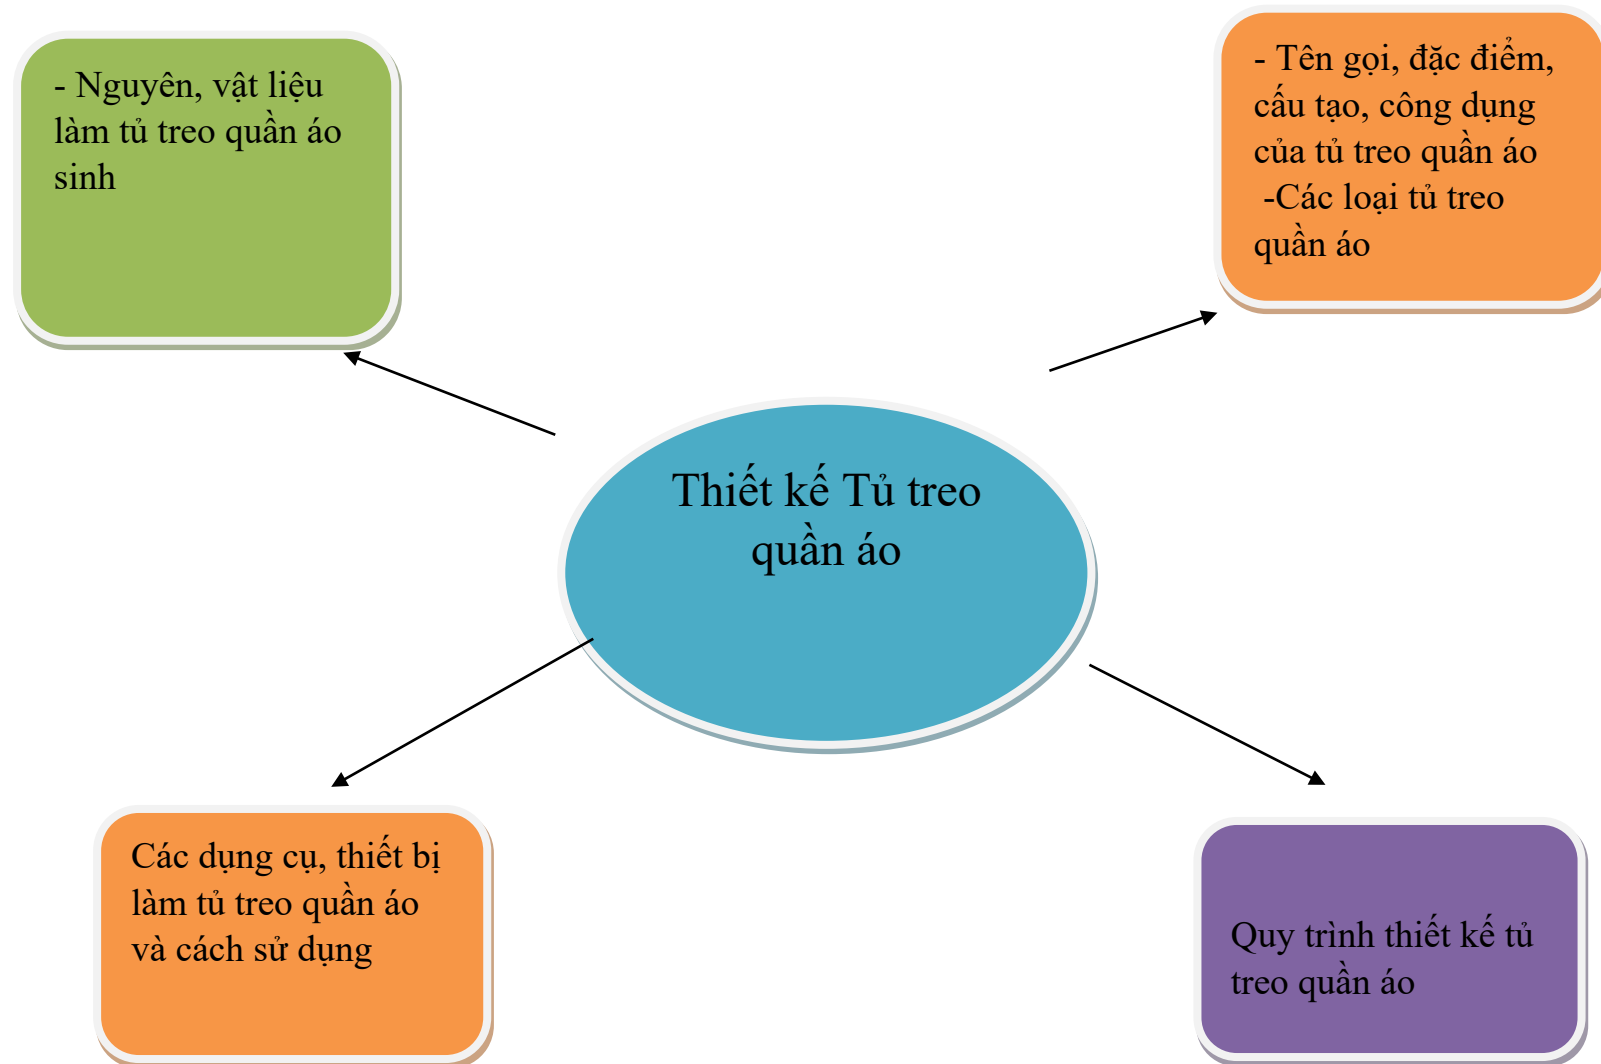 - Nguyên, vật liệu
làm tủ treo quần áo
sinh
- Tên gọi, đặc điểm,
cấu tạo, công dụng
của tủ treo quần áo
-Các loại tủ treo
quần áo
Thiết kế Tủ treo
quần áo
Các dụng cụ, thiết bị
làm tủ treo quần áo
và cách sử dụng
Quy trình thiết kế tủ
treo quần áo